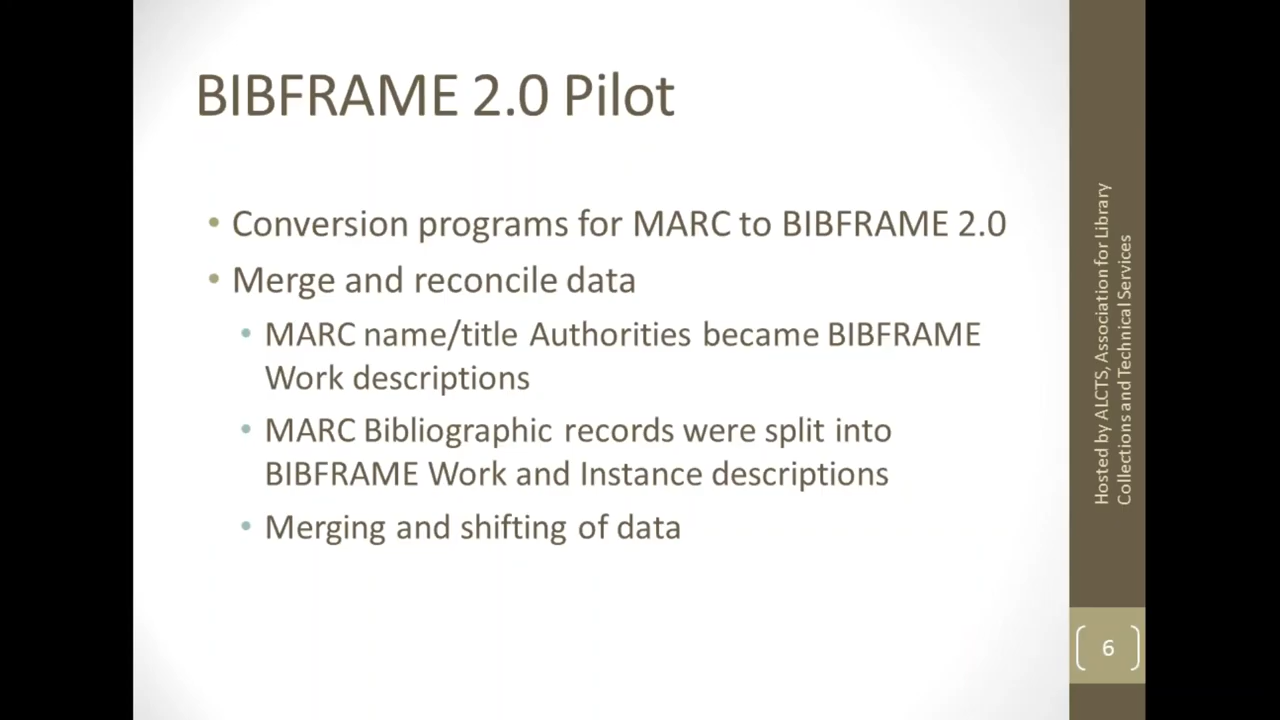 BIBFRAME 2.0 Pilot
• Conversion programs for MARC to BIBFRAME 2.0
• Merge and reconcile data
• MARC name/title Authorities became BIBFRAME
Work descriptions
• MARC Bibliographic records were split into
BIBFRAME Work and Instance descriptions
• Merging and shifting of data
Hosted by ALCTS, Association for Library
Collections and Technical Services
6